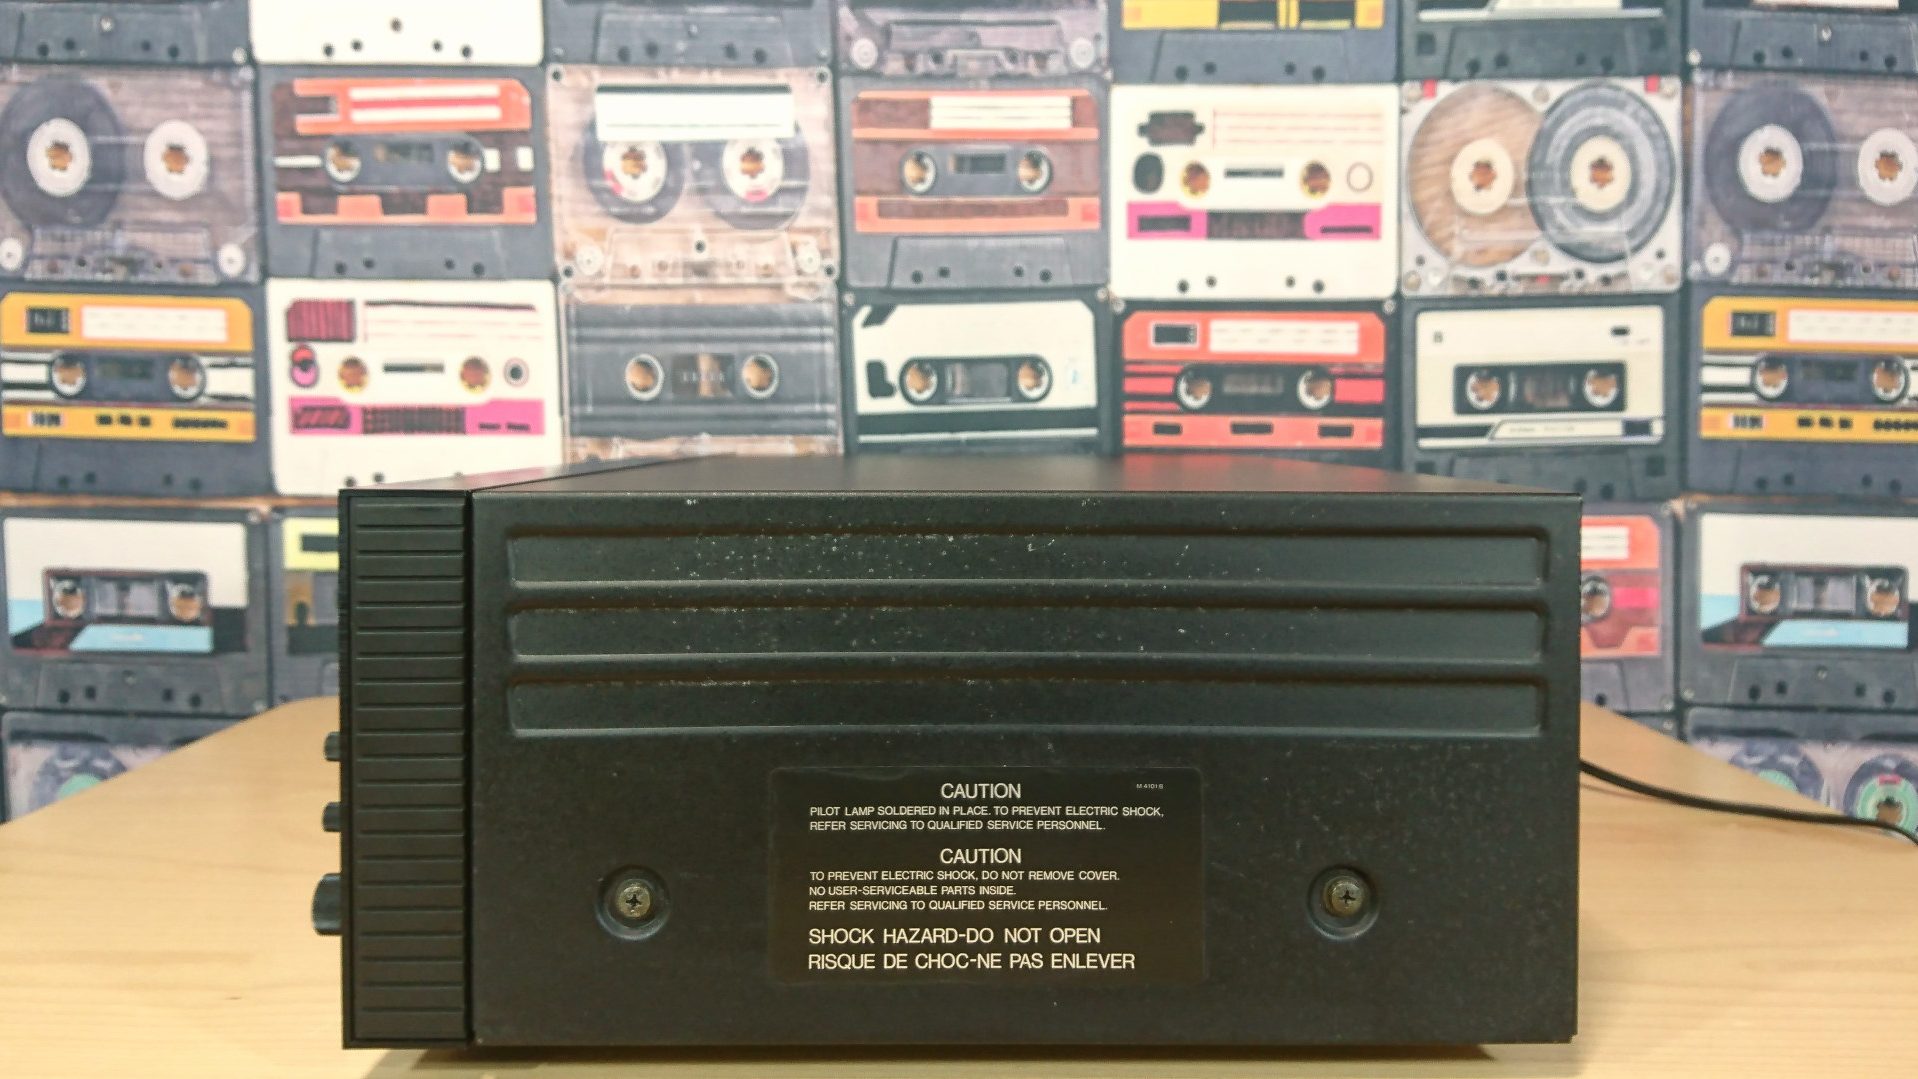 CAUTION
M 4101 B
PILOT LAMP SOLDERED IN PLACE. TO PREVENT ELECTRIC SHOCK,
REFER SERVICING TO QUALIFIED SERVICE PERSONNEL.
CAUTION
TO PREVENT ELECTRIC SHOCK, DO NOT REMOVE COVER.
NO USER-SERVICEABLE PARTS INSIDE.
REFER SERVICING TO QUALIFIED SERVICE PERSONNEL.
SHOCK HAZARD-DO NOT OPEN
RISQUE DE CHOC-NE PAS ENLEVER